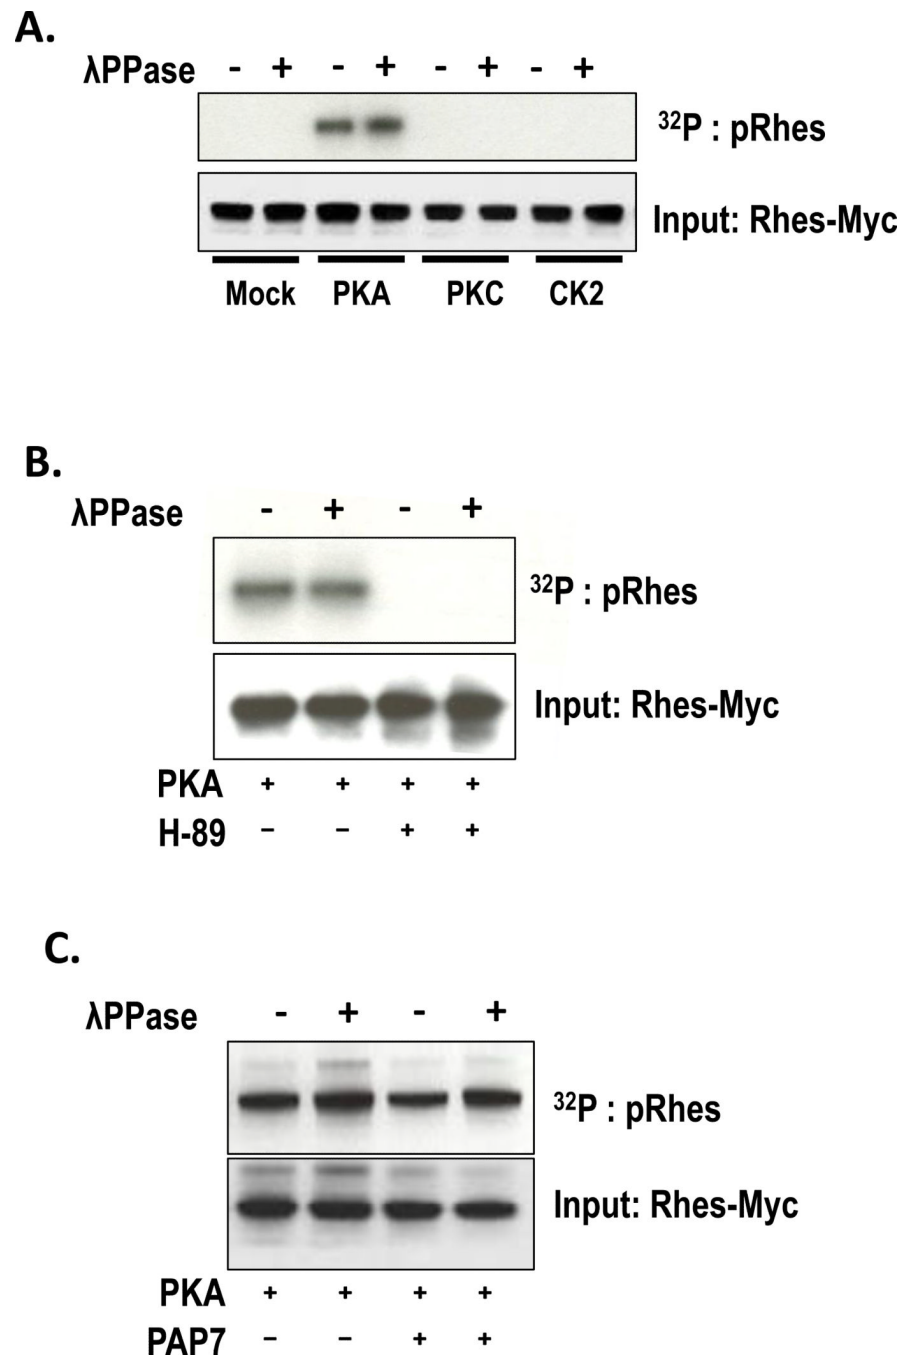 A.
λPPase - + - + - + - +
³²P : pRhes
Input: Rhes-Myc
Mock PKA PKC CK2
B.
λPPase - + - +
³²P : pRhes
Input: Rhes-Myc
PKA + + + +
H-89 – – + +
C.
λPPase - + - +
³²P : pRhes
Input: Rhes-Myc
PKA + + + +
PAP7 – – + +